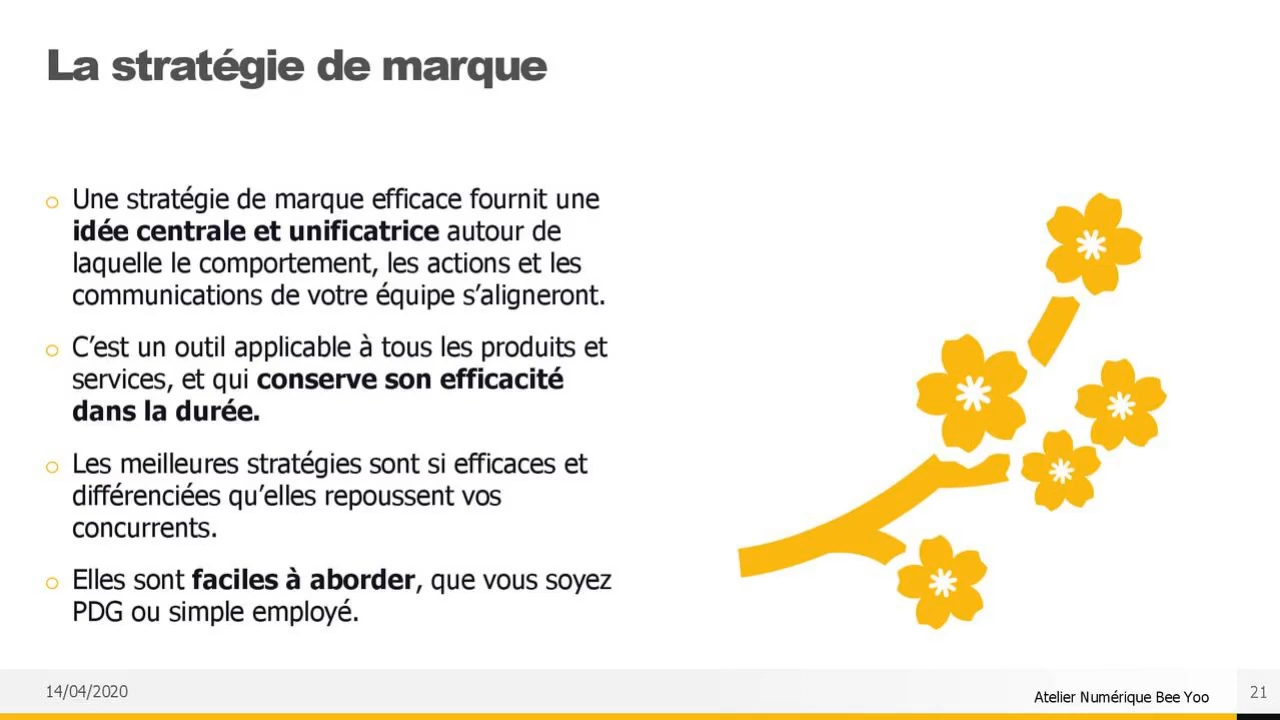 La stratégie de marque
o Une stratégie de marque efficace fournit une
idée centrale et unificatrice autour de
laquelle le comportement, les actions et les
communications de votre équipe s’aligneront.
o C’est un outil applicable à tous les produits et
services, et qui conserve son efficacité
dans la durée.
o Les meilleures stratégies sont si efficaces et
différenciées qu’elles repoussent vos
concurrents.
o Elles sont faciles à aborder, que vous soyez
PDG ou simple employé.
14/04/2020
Atelier Numérique Bee Yoo
21